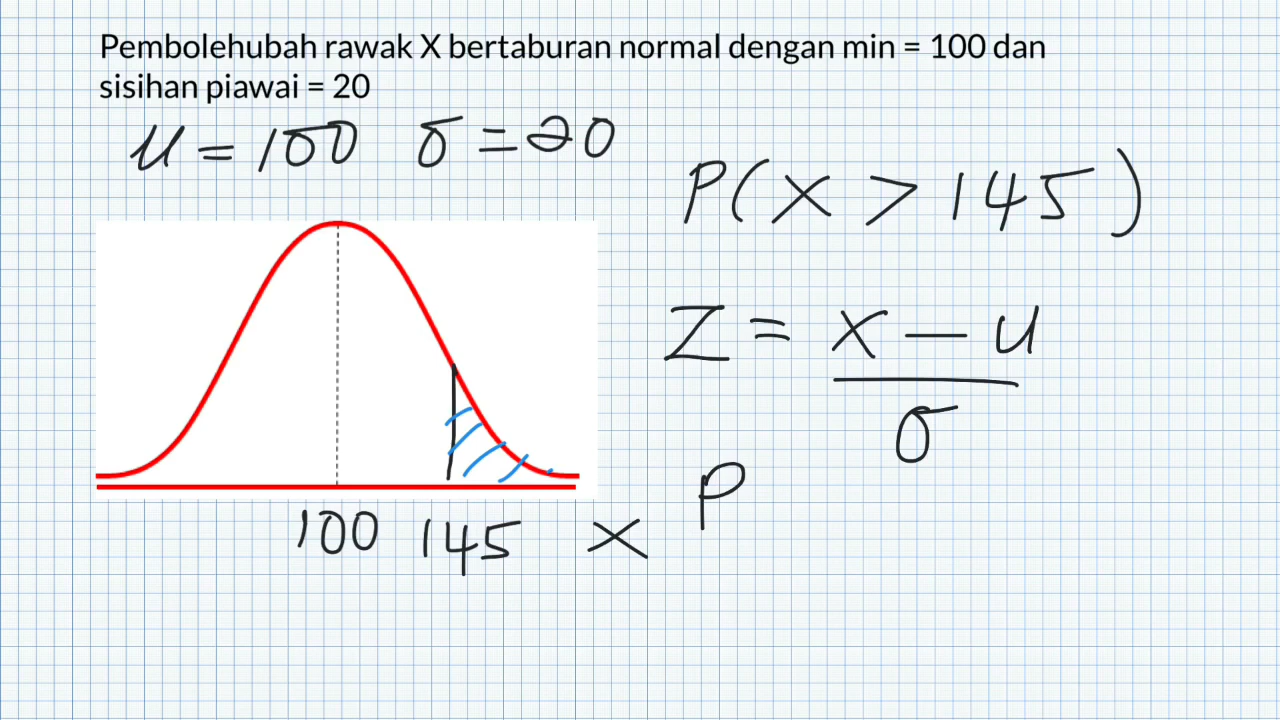 Pembolehubah rawak X bertaburan normal dengan min = 100 dan
sisihan piawai = 20
μ = 100 σ = 20
P(X > 145)
Z = x - μ
σ
P
100 145 x